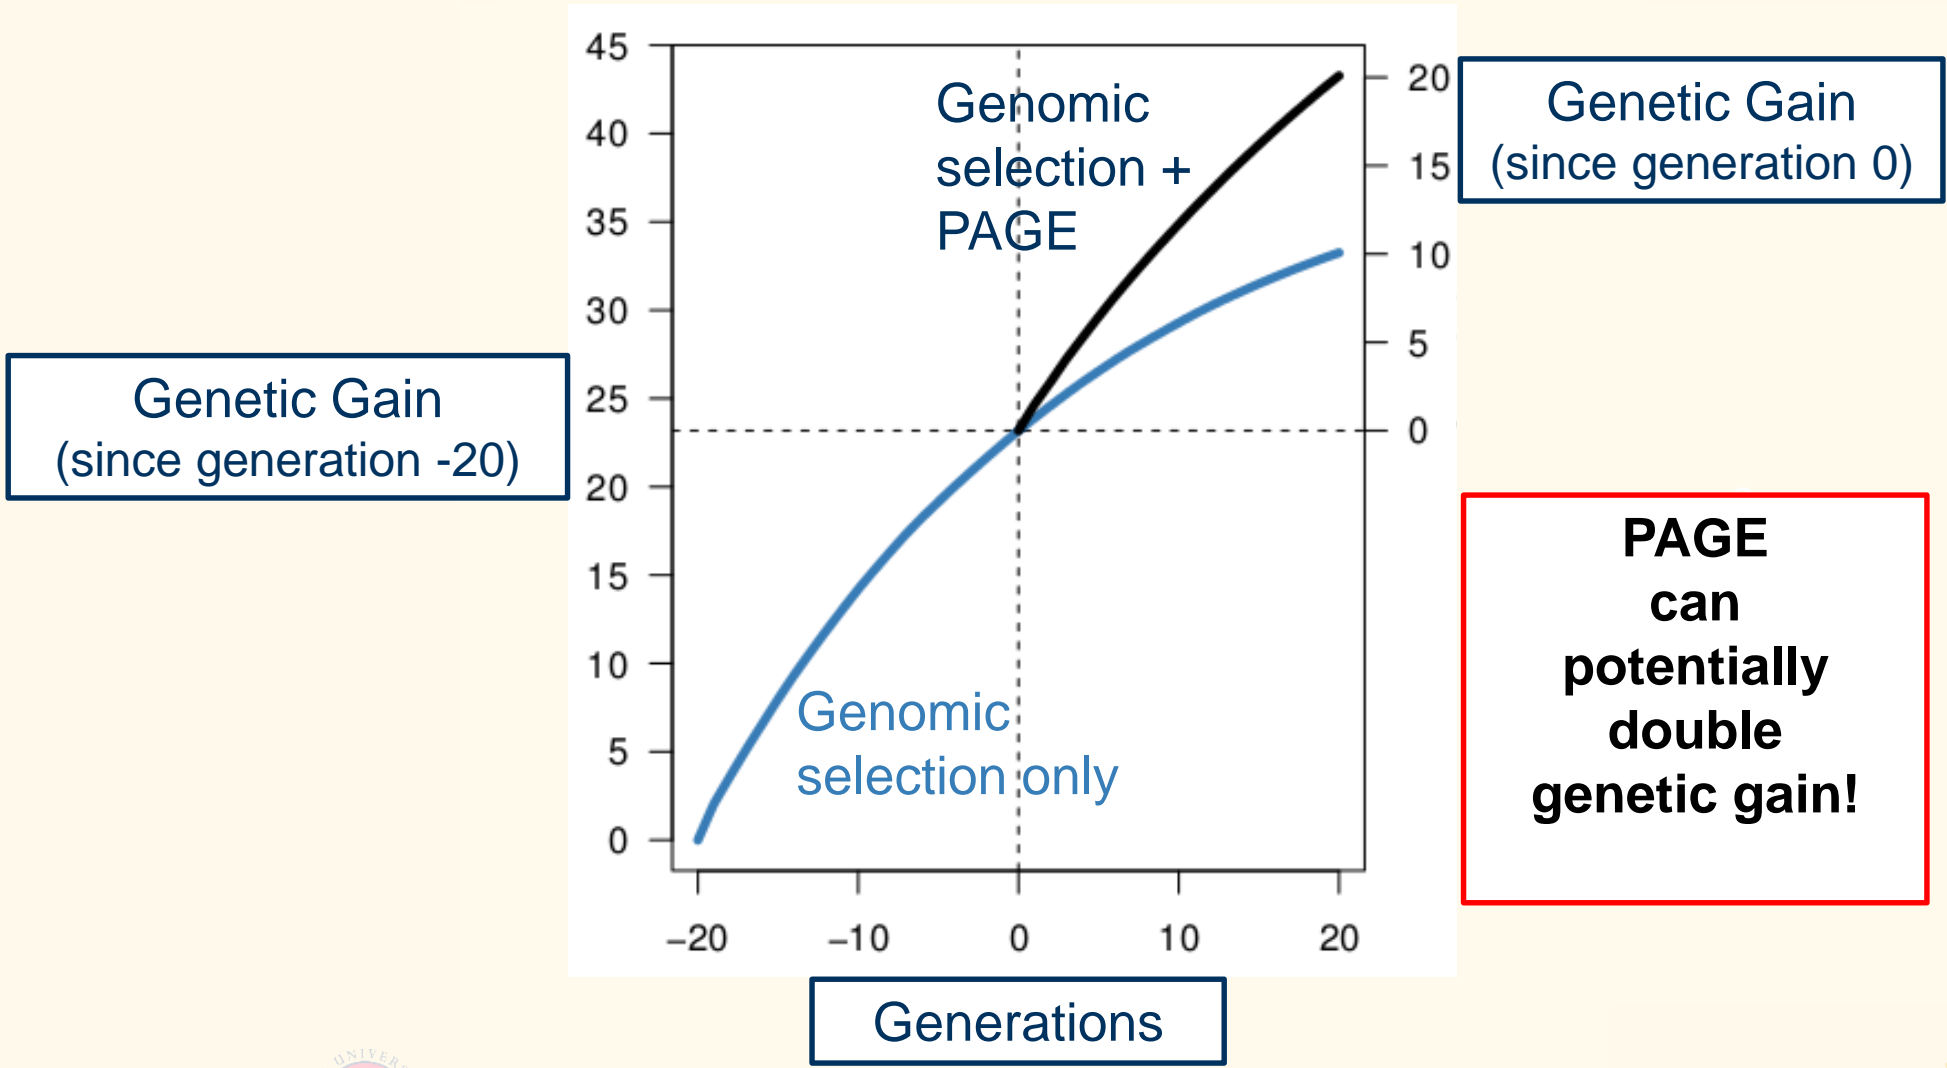 45
40
35
30
25
20
15
10
5
0
20
15
10
5
0
−20
−10
0
10
20
Genomic
selection +
PAGE
Genomic
selection only
Genetic Gain
(since generation 0)
Genetic Gain
(since generation -20)
PAGE
can
potentially
double
genetic gain!
Generations